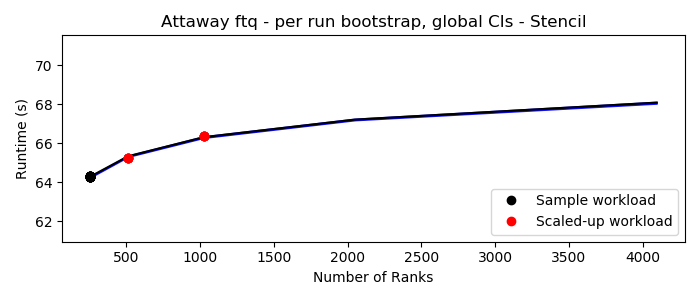 Attaway ftq - per run bootstrap, global CIs - Stencil
Runtime (s)
70
68
66
64
62
500 1000 1500 2000 2500 3000 3500 4000
Number of Ranks
Sample workload
Scaled-up workload